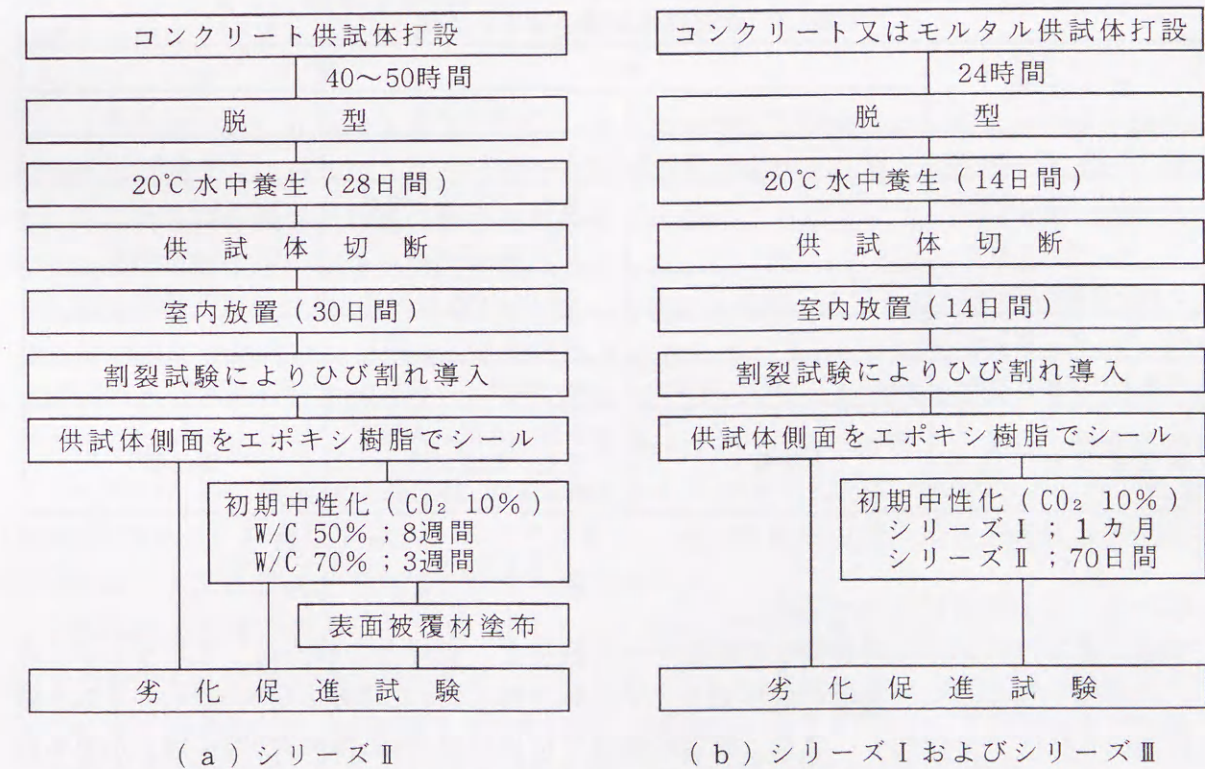 コンクリート供試体打設
40～50時間
脱型
20℃水中養生(28日間)
供試体切断
室内放置(30日間)
割裂試験によりひび割れ導入
供試体側面をエポキシ樹脂でシール
初期中性化(CO₂ 10%)
W/C 50%;8週間
W/C 70%;3週間
表面被覆材塗布
劣化促進試験
(a)シリーズⅡ
コンクリート又はモルタル供試体打設
24時間
脱型
20℃水中養生(14日間)
供試体切断
室内放置(14日間)
割裂試験によりひび割れ導入
供試体側面をエポキシ樹脂でシール
初期中性化(CO₂ 10%)
シリーズⅠ;1カ月
シリーズⅡ;70日間
劣化促進試験
(b)シリーズⅠおよびシリーズⅢ